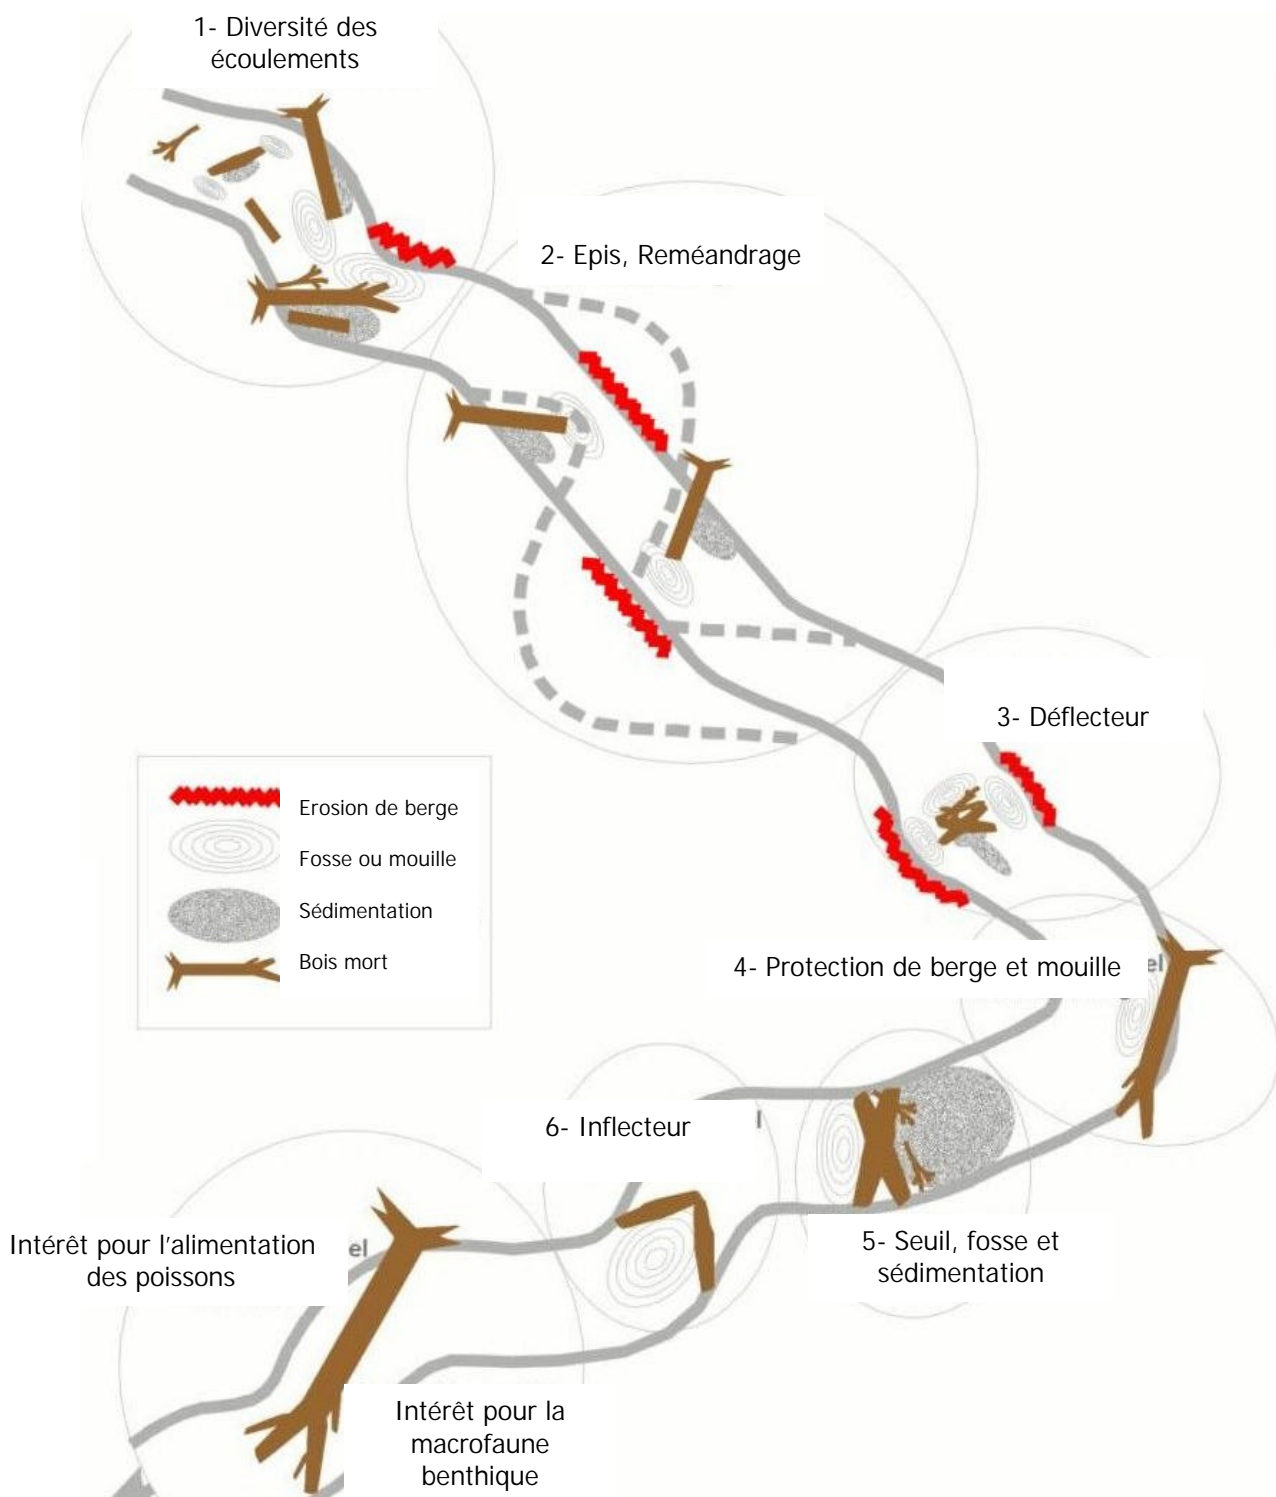 1- Diversité des
écoulements
2- Epis, Reméandrage
3- Déflecteur
Erosion de berge
Fosse ou mouille
Sédimentation
Bois mort
4- Protection de berge et mouille
el
6- Inflecteur
l
5- Seuil, fosse et
sédimentation
Intérêt pour l'alimentation
des poissons
el
Intérêt pour la
macrofaune
benthique